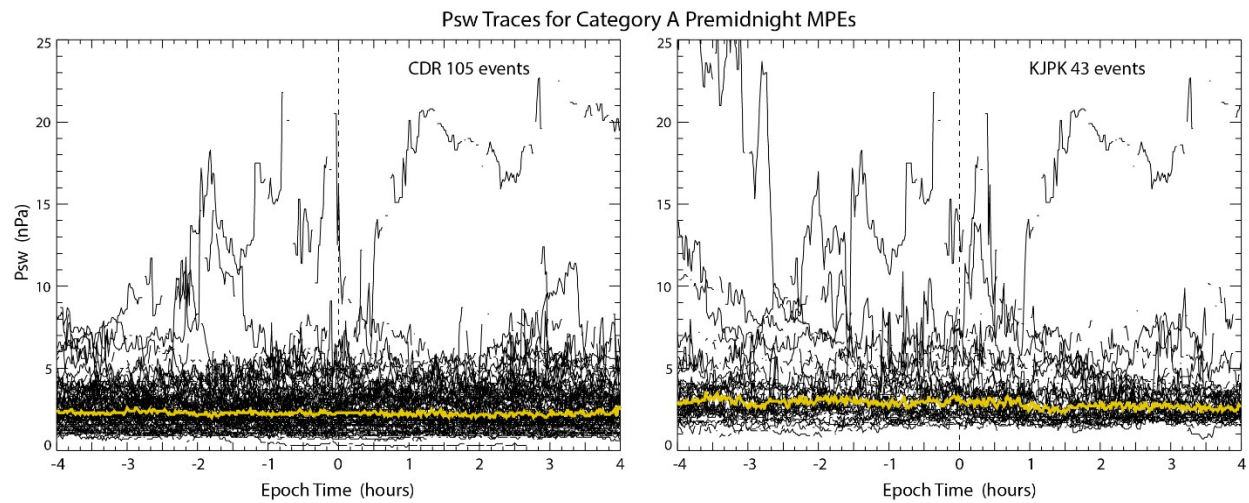 Psw Traces for Category A Premidnight MPEs
25
20
15
10
5
0
Psw (nPa)
CDR 105 events
-4 -3 -2 -1 0 1 2 3 4
Epoch Time (hours)
25
20
15
10
5
0
KJPK 43 events
-4 -3 -2 -1 0 1 2 3 4
Epoch Time (hours)